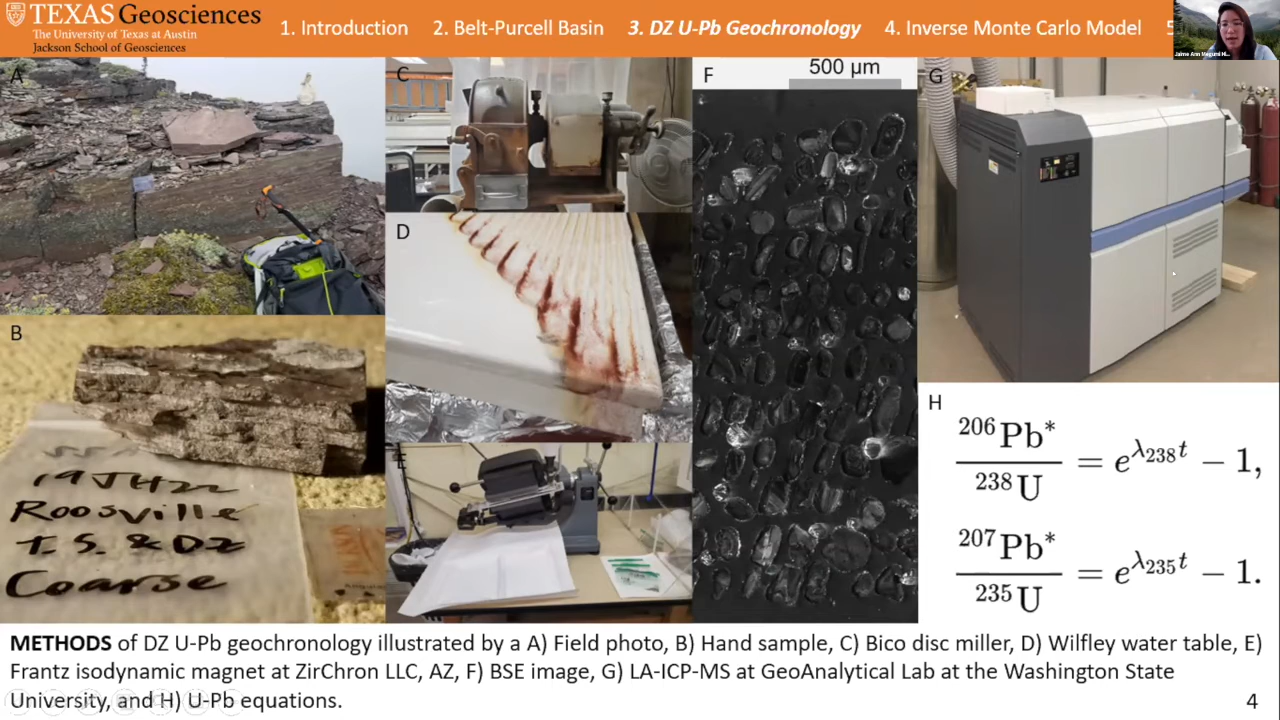 TEXAS Geosciences
The University of Texas at Austin
Jackson School of Geosciences
1. Introduction 2. Belt-Purcell Basin 3. DZ U-Pb Geochronology 4. Inverse Monte Carlo Model 5
A
B
19JH22
Roosville
T.S. & DZ
Coarse
C
D
E
F
500 μm
G
H
206Pb*/238U = e^λ238t − 1,
207Pb*/235U = e^λ235t − 1.
METHODS of DZ U-Pb geochronology illustrated by a A) Field photo, B) Hand sample, C) Bico disc miller, D) Wilfley water table, E)
Frantz isodynamic magnet at ZirChron LLC, AZ, F) BSE image, G) LA-ICP-MS at GeoAnalytical Lab at the Washington State
University, and H) U-Pb equations.
4